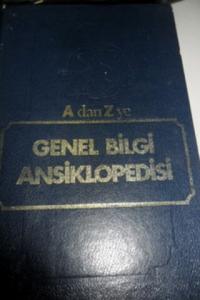 A dan Z ye
GENEL BİLGİ
ANSİKLOPEDİSİ